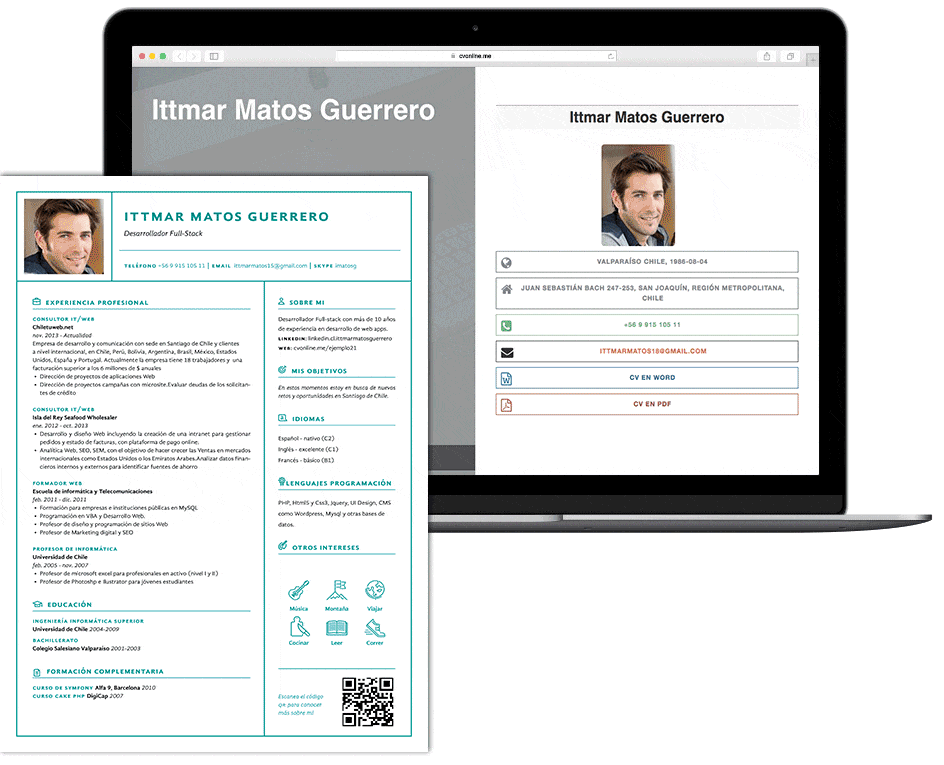 cvonline.me
Ittmar Matos Guerrero
Ittmar Matos Guerrero
VALPARAÍSO CHILE, 1986-08-04
JUAN SEBASTIÁN BACH 247-253, SAN JOAQUÍN, REGIÓN METROPOLITANA,
CHILE
+56 9 915 105 11
ITTMARMATOS15@GMAIL.COM
CV EN WORD
CV EN PDF
ITTMAR MATOS GUERRERO
Desarrollador Full-Stack
TELÉFONO +56 9 915 105 11 | EMAIL ittmarmatos15@gmail.com | SKYPE imatosg
EXPERIENCIA PROFESIONAL
CONSULTOR IT/WEB
Chiletuweb.net
nov. 2013 - Actualidad
Empresa de desarrollo y comunicación con sede en Santiago de Chile y clientes
a nivel internacional, en Chile, Perú, Bolivia, Argentina, Brasil, México, Estados
Unidos, España y Portugal. Actualmente la empresa tiene 18 trabajadores y una
facturación superior a los 6 millones de $ anuales
• Dirección de proyectos de aplicaciones Web
• Dirección de proyectos campañas con microsite.Evaluar deudas de los solicitan-
tes de crédito
CONSULTOR IT/WEB
Isla del Rey Seafood Wholesaler
ene. 2012 - oct. 2013
• Desarrollo y diseño Web incluyendo la creación de una intranet para gestionar
pedidos y estado de facturas, con plataforma de pago online.
• Analítica Web, SEO, SEM, con el objetivo de hacer crecer las Ventas en mercados
internacionales como Estados Unidos o los Emiratos Arabes.Analizar datos finan-
cieros internos y externos para identificar fuentes de ahorro
FORMADOR WEB
Escuela de informática y Telecomunicaciones
feb. 2011 - dic. 2011
• Formación para empresas e instituciones públicas en MySQL
• Programación en VBA y Desarrollo Web.
• Profesor de diseño y programación de sitios Web
• Profesor de Marketing digital y SEO
PROFESOR DE INFORMÁTICA
Universidad de Chile
feb. 2005 - nov. 2007
• Profesor de microsoft excel para profesionales en activo (nivel I y II)
• Profesor de Photoshp e Ilustrator para jóvenes estudiantes
EDUCACIÓN
INGENIERÍA INFORMÁTICA SUPERIOR
Universidad de Chile 2004-2009
BACHILLERATO
Colegio Salesiano Valparaíso 2001-2003
FORMACIÓN COMPLEMENTARIA
CURSO DE SYMFONY Alfa 9, Barcelona 2010
CURSO CAKE PHP DigiCap 2007
SOBRE MI
Desarrollador Full-stack con más de 10 años
de experiencia en desarrollo de web apps.
LINKEDIN: linkedin.cl.ittmarmatosguerrero
WEB: cvonline.me/ejemplo21
MIS OBJETIVOS
En estos momentos estoy en busca de nuevos
retos y oportunidades en Santiago de Chile.
IDIOMAS
Español - nativo (C2)
Inglés - excelente (C1)
Francés - básico (B1)
LENGUAJES PROGRAMACIÓN
PHP, Html5 y Css3, Jquery, UI Design, CMS
como Wordpress, Mysql y otras bases de
datos.
OTROS INTERESES
Música Montaña Viajar
Cocinar Leer Correr
Escanea el código
QR para conocer
más sobre mí